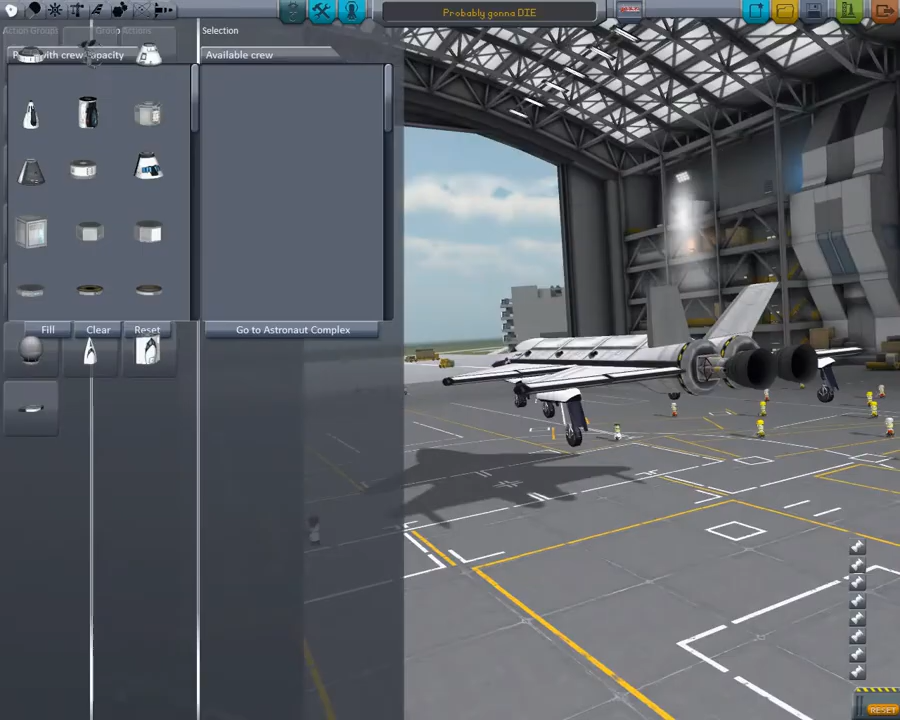 Probably gonna DIE
Action Groups
Group Actions
Selection
with crew capacity
Available crew
Fill
Clear
Reset
Go to Astronaut Complex
RESET